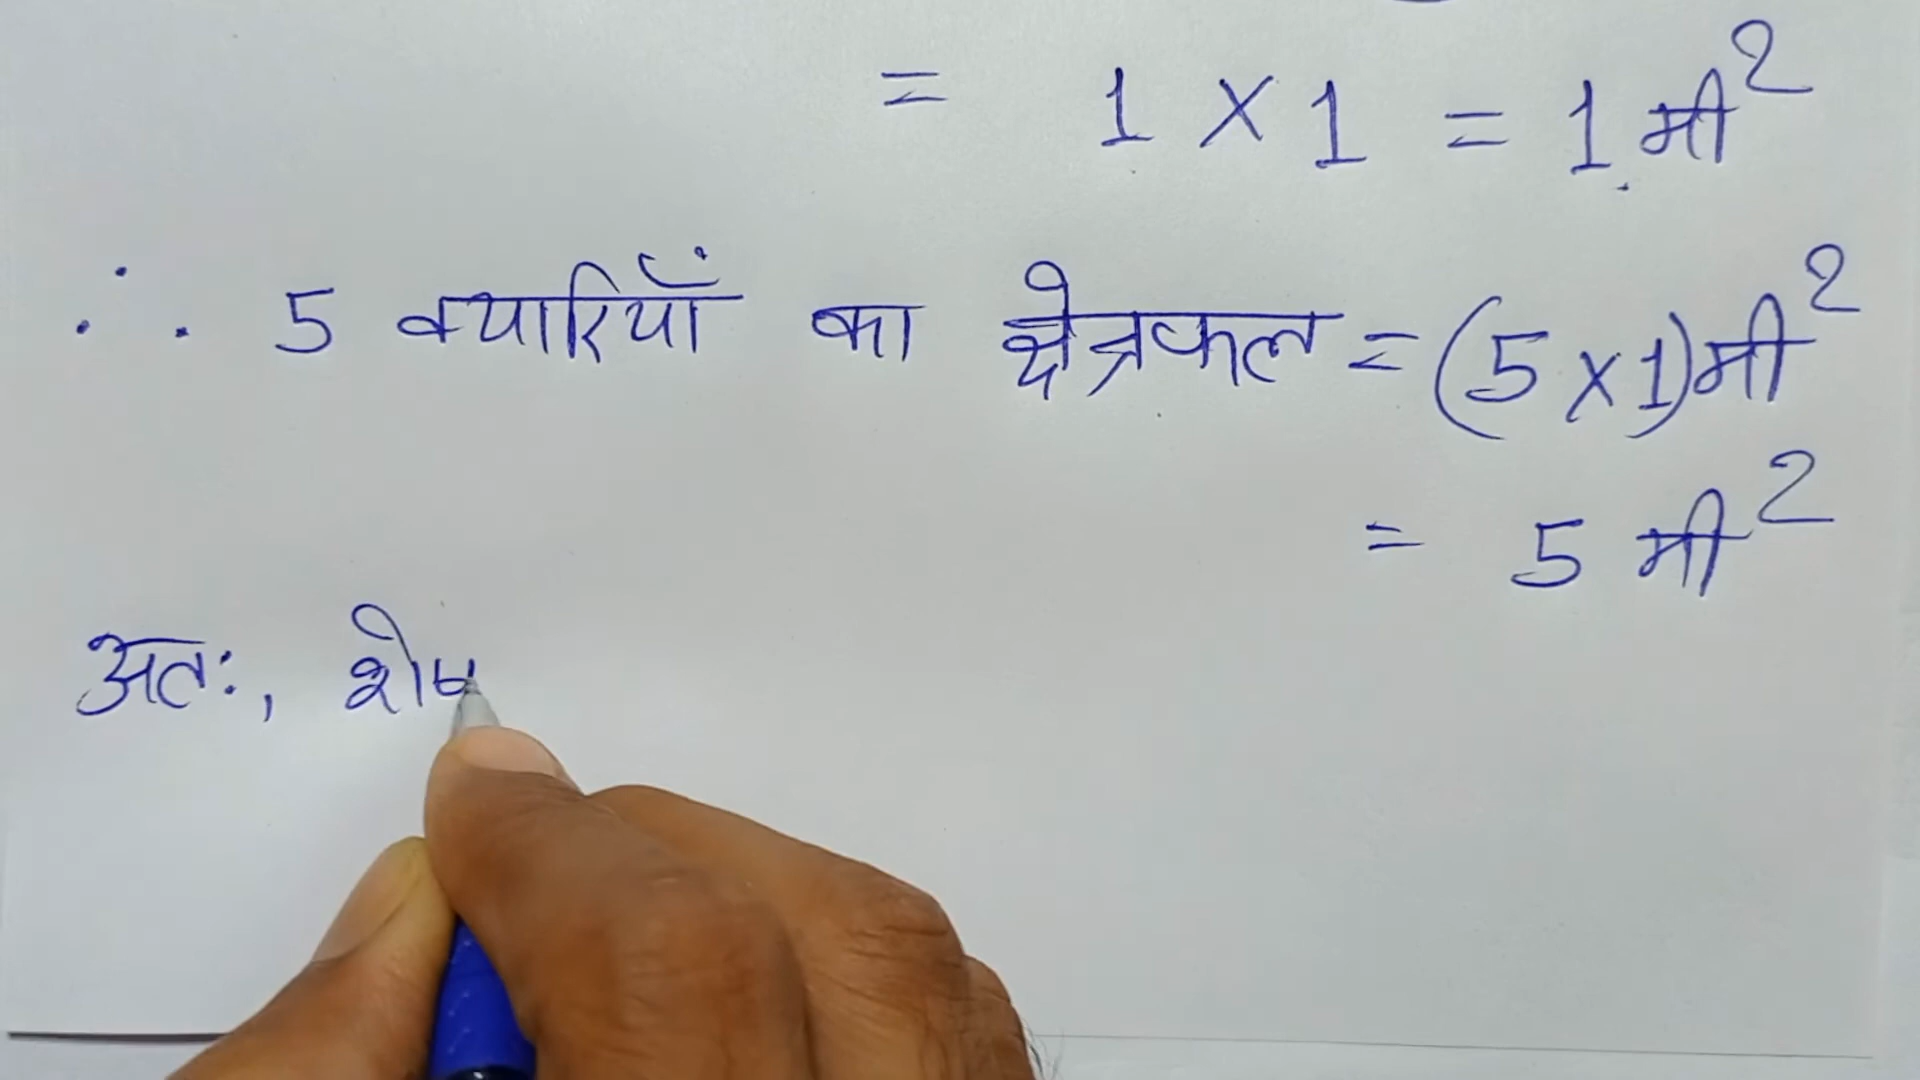 = 1 × 1 = 1 मी²
∴ 5 क्यारियाँ का क्षेत्रफल = (5 × 1) मी²
= 5 मी²
अतः, शेष